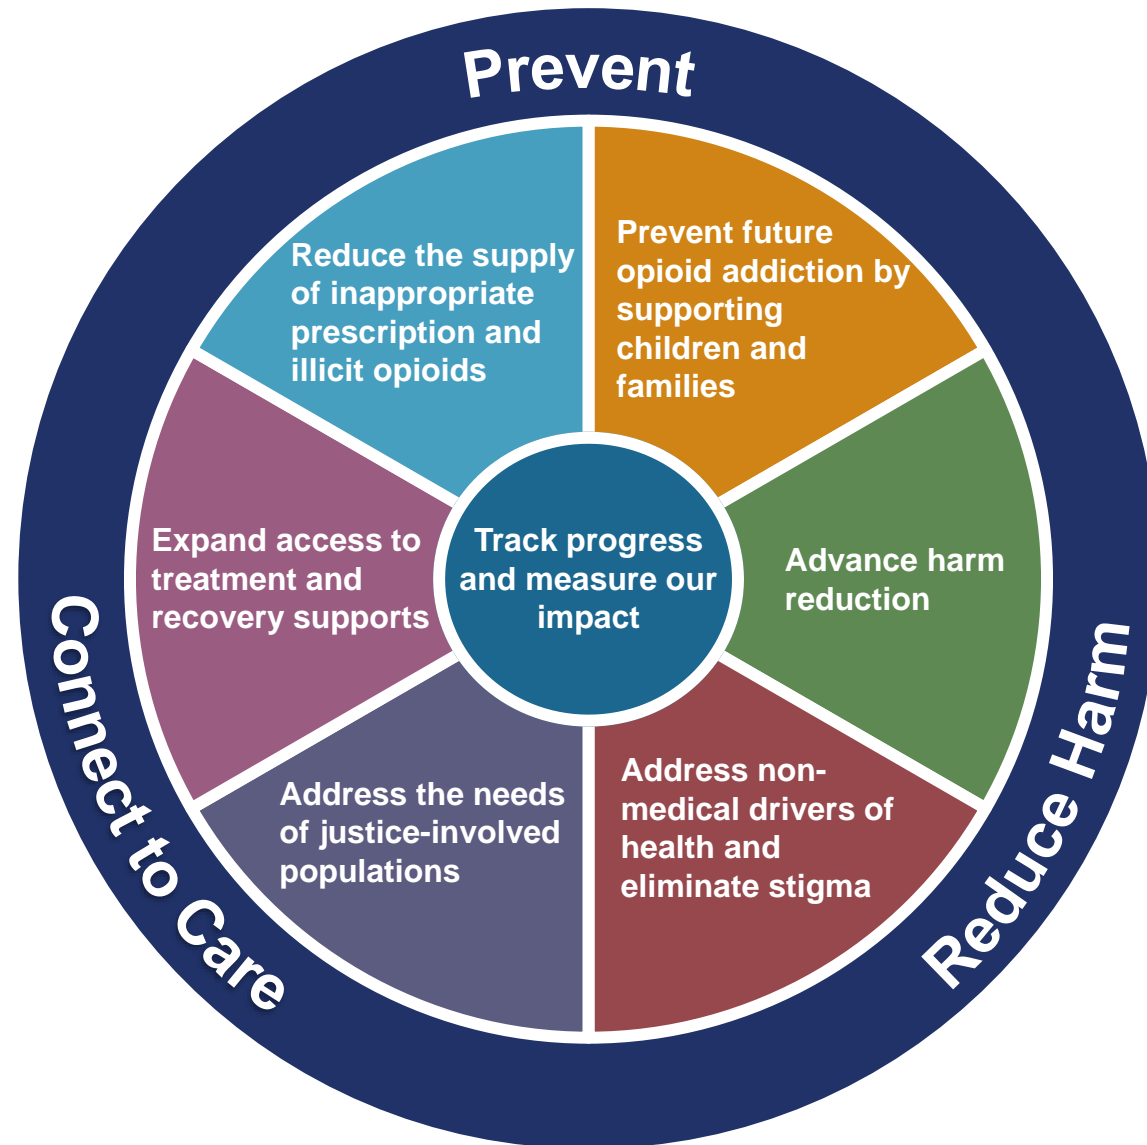 Prevent
Reduce the supply
of inappropriate
prescription and
illicit opioids
Prevent future
opioid addiction by
supporting
children and
families
Expand access to
treatment and
recovery supports
Track progress
and measure our
impact
Advance harm
reduction
Address the needs
of justice-involved
populations
Address non-
medical drivers of
health and
eliminate stigma
Connect to Care
Reduce Harm